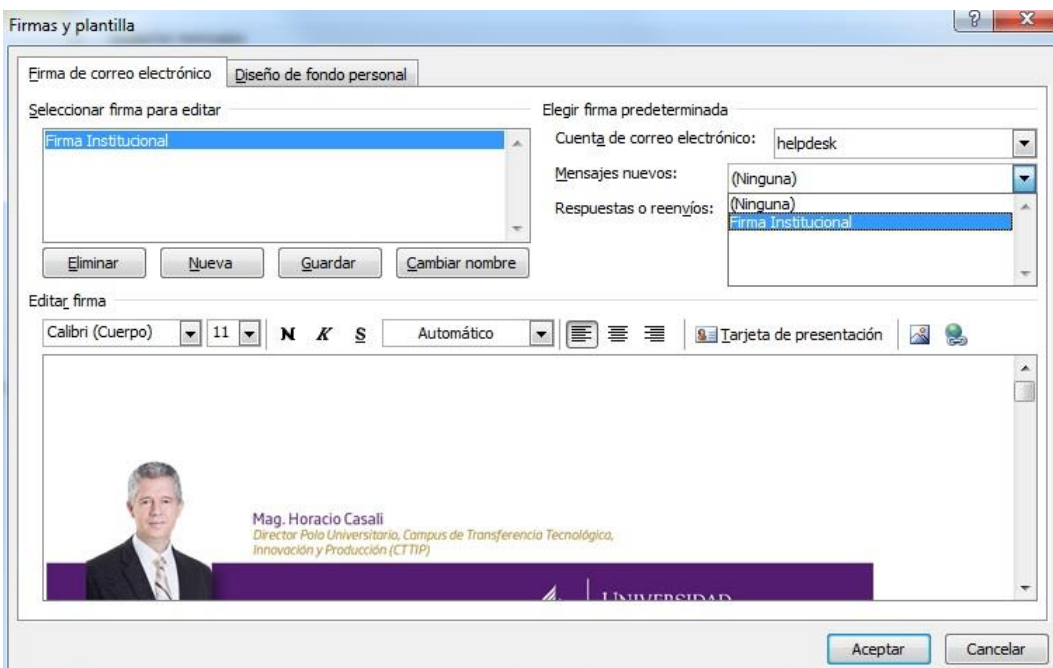 Firmas y plantilla
Firma de correo electrónico
Diseño de fondo personal
Seleccionar firma para editar
Firma Institucional
Eliminar
Nueva
Guardar
Cambiar nombre
Elegir firma predeterminada
Cuenta de correo electrónico:
helpdesk
Mensajes nuevos:
(Ninguna)
Respuestas o reenvíos:
(Ninguna)
Firma Institucional
Editar firma
Calibri (Cuerpo)
11
N K S
Automático
Tarjeta de presentación
Mag. Horacio Casali
Director Polo Universitario, Campus de Transferencia Tecnológica,
Innovación y Producción (CTTIP)
UNIVERSIDAD
Aceptar
Cancelar